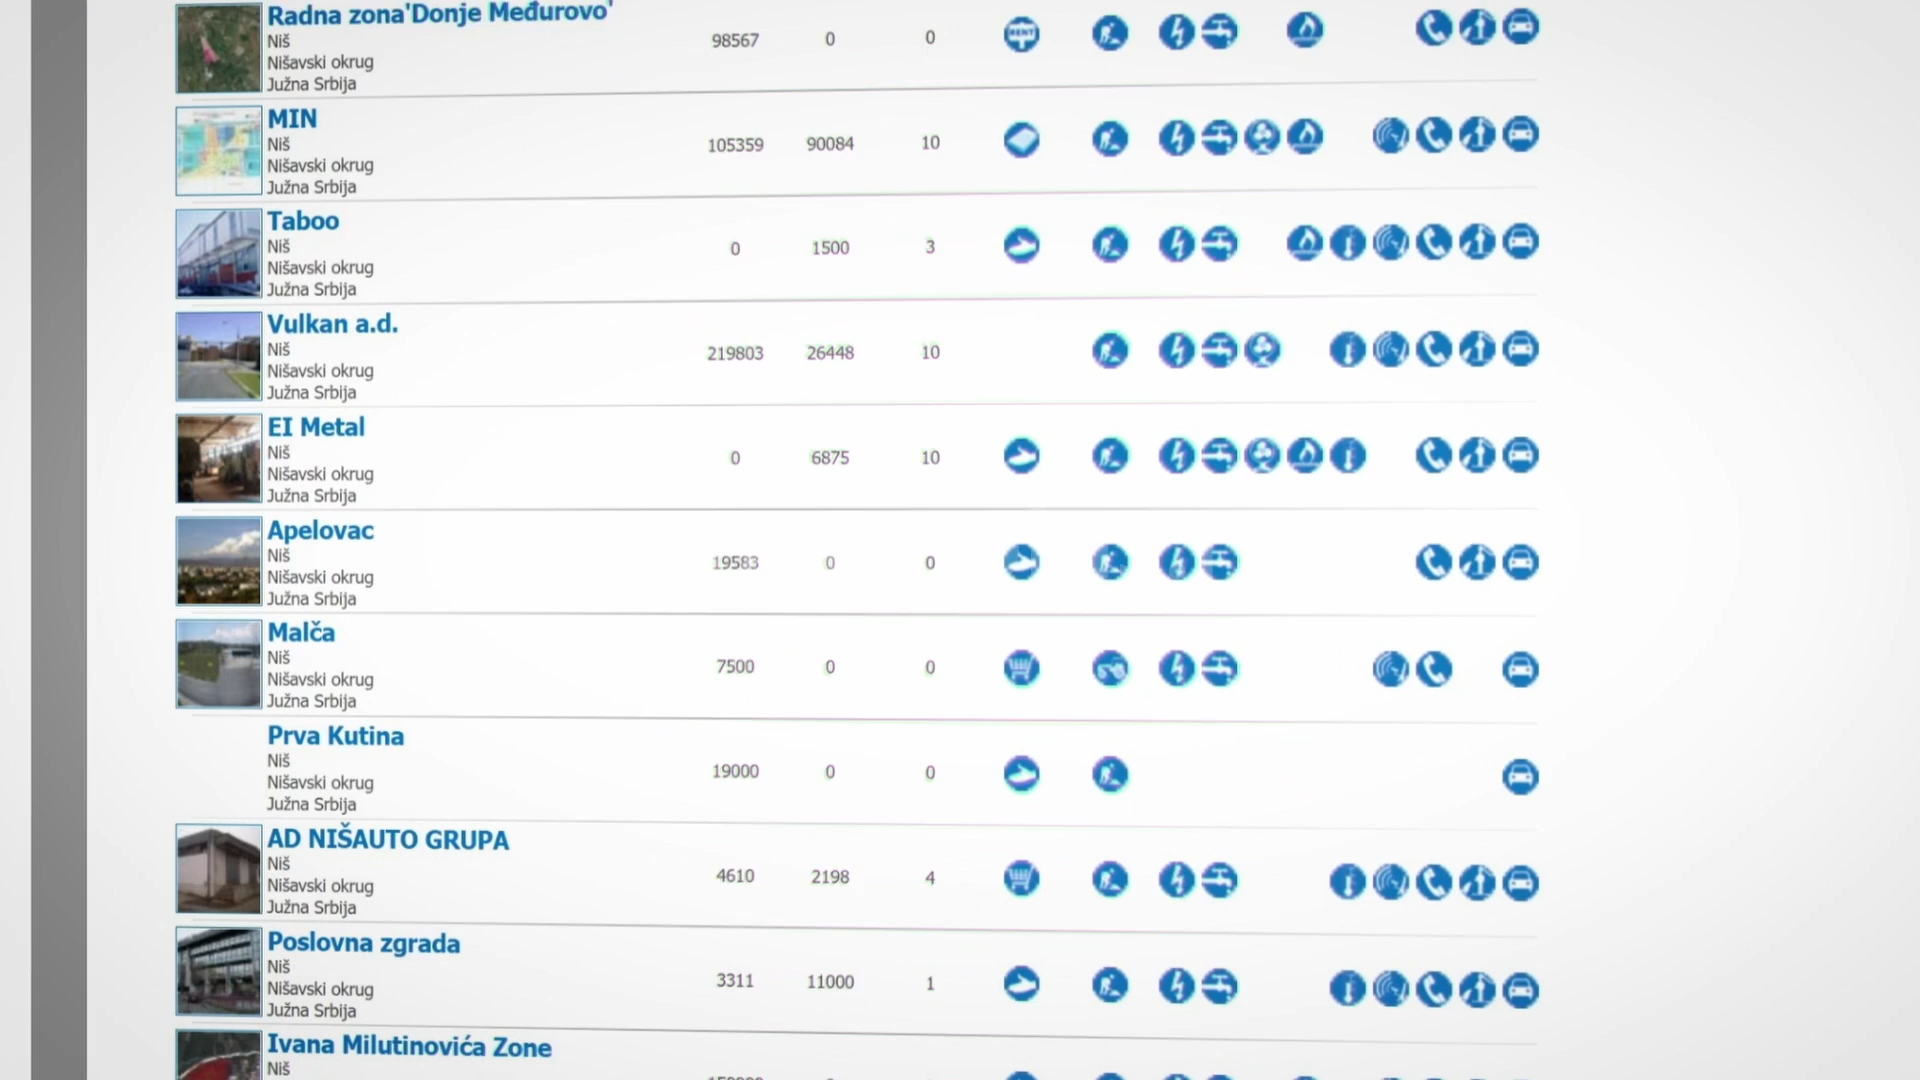 Radna zona'Donje Međurovo'
Niš
Nišavski okrug
Južna Srbija
98567 0 0
RENT
MIN
Niš
Nišavski okrug
Južna Srbija
105359 90084 10
Taboo
Niš
Nišavski okrug
Južna Srbija
0 1500 3
Vulkan a.d.
Niš
Nišavski okrug
Južna Srbija
219803 26448 10
EI Metal
Niš
Nišavski okrug
Južna Srbija
0 6875 10
Apelovac
Niš
Nišavski okrug
Južna Srbija
19583 0 0
Malča
Niš
Nišavski okrug
Južna Srbija
7500 0 0
Prva Kutina
Niš
Nišavski okrug
Južna Srbija
19000 0 0
AD NIŠAUTO GRUPA
Niš
Nišavski okrug
Južna Srbija
4610 2198 4
Poslovna zgrada
Niš
Nišavski okrug
Južna Srbija
3311 11000 1
Ivana Milutinovića Zone
Niš